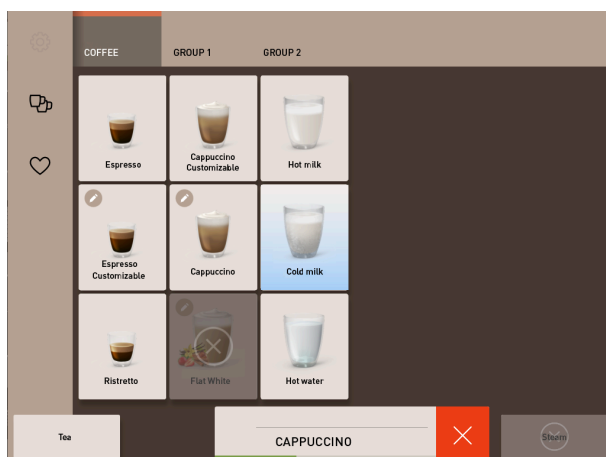 COFFEE
GROUP 1
GROUP 2
Espresso
Cappuccino
Customizable
Hot milk
Espresso
Customizable
Cappuccino
Cold milk
Ristretto
Flat White
Hot water
Tea
CAPPUCCINO
Steam